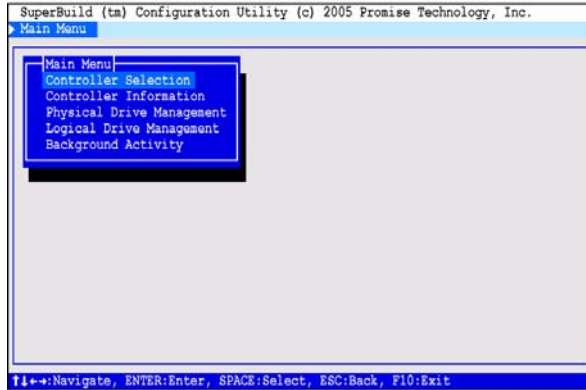 SuperBuild (tm) Configuration Utility (c) 2005 Promise Technology, Inc.
Main Menu
Main Menu
Controller Selection
Controller Information
Physical Drive Management
Logical Drive Management
Background Activity
↑↓←→:Navigate, ENTER:Enter, SPACE:Select, ESC:Back, F10:Exit